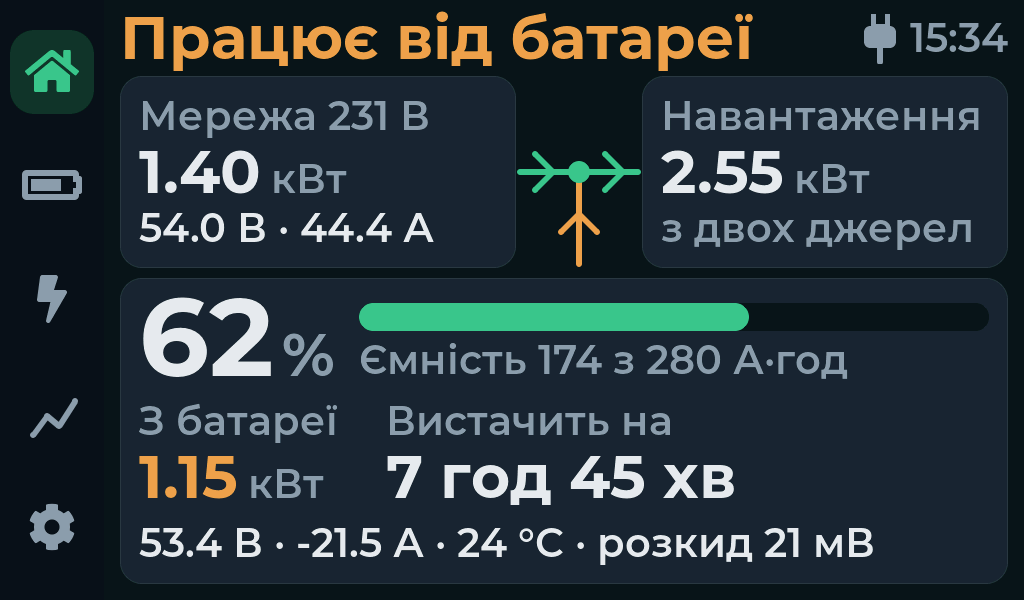 Працює від батареї
15:34
Мережа 231 В
1.40 кВт
54.0 В · 44.4 А
Навантаження
2.55 кВт
з двох джерел
62 %
Ємність 174 з 280 А·год
З батареї
1.15 кВт
Вистачить на
7 год 45 хв
53.4 В · -21.5 А · 24 °C · розкид 21 мВ